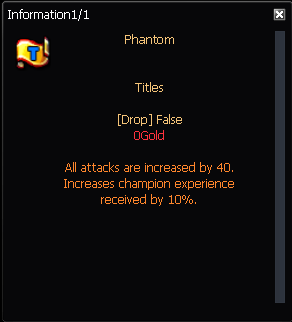 Information1/1
Phantom
T
Titles
[Drop] False
0Gold
All attacks are increased by 40.
Increases champion experience
received by 10%.